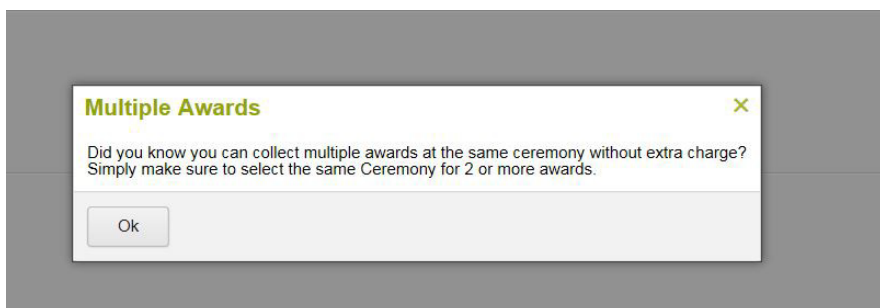 Multiple Awards
Did you know you can collect multiple awards at the same ceremony without extra charge?
Simply make sure to select the same Ceremony for 2 or more awards.
Ok